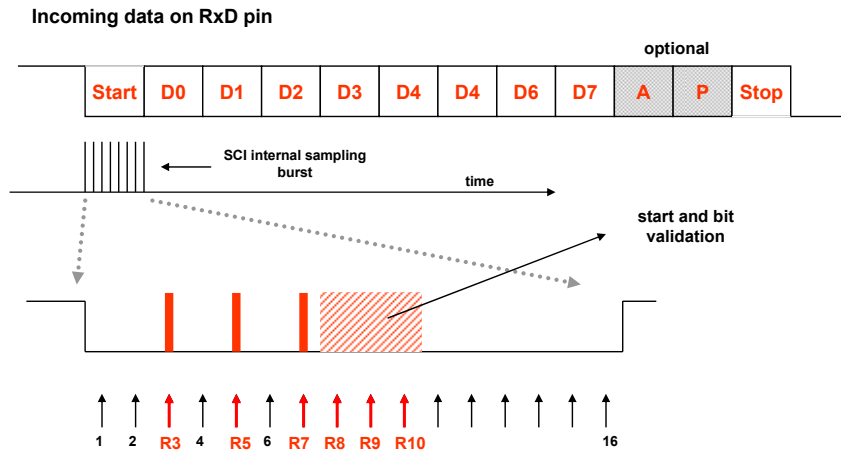 Incoming data on RxD pin
optional
Start D0 D1 D2 D3 D4 D4 D6 D7 A P Stop
SCI internal sampling
burst
time
start and bit
validation
1 2 R3 4 R5 6 R7 R8 R9 R10 16